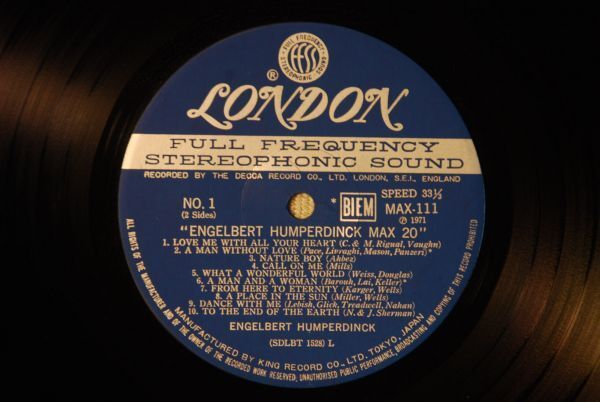 FULL FREQUENCY
ffss
STEREOPHONIC SOUND
®
LONDON
FULL FREQUENCY
STEREOPHONIC SOUND
RECORDED BY THE DECCA RECORD CO., LTD. LONDON, S.E.I., ENGLAND
NO. 1
(2 Sides)
* BIEM
SPEED 33⅓
MAX-111
℗ 1971
"ENGELBERT HUMPERDINCK MAX 20"
1. LOVE ME WITH ALL YOUR HEART (C. & M. Rigual, Vaughn)
2. A MAN WITHOUT LOVE (Pace, Livraghi, Mason, Panzeri)*
3. NATURE BOY (Ahbez)
4. CALL ON ME (Mills)
5. WHAT A WONDERFUL WORLD (Weiss, Douglas)
6. A MAN AND A WOMAN (Barouh, Lai, Keller)*
7. FROM HERE TO ETERNITY (Karger, Wells)
8. A PLACE IN THE SUN (Miller, Wells)
9. DANCE WITH ME (Lebish, Glick, Treadwell, Nahan)
10. TO THE END OF THE EARTH (N. & J. Sherman)
ENGELBERT HUMPERDINCK
(SDLBT 1528) L
MANUFACTURED BY KING RECORD CO., LTD. TOKYO, JAPAN
ALL RIGHTS OF THE MANUFACTURER AND OF THE OWNER OF THE RECORDED WORK RESERVED, UNAUTHORISED PUBLIC PERFORMANCE, BROADCASTING AND COPYING OF THIS RECORD PROHIBITED